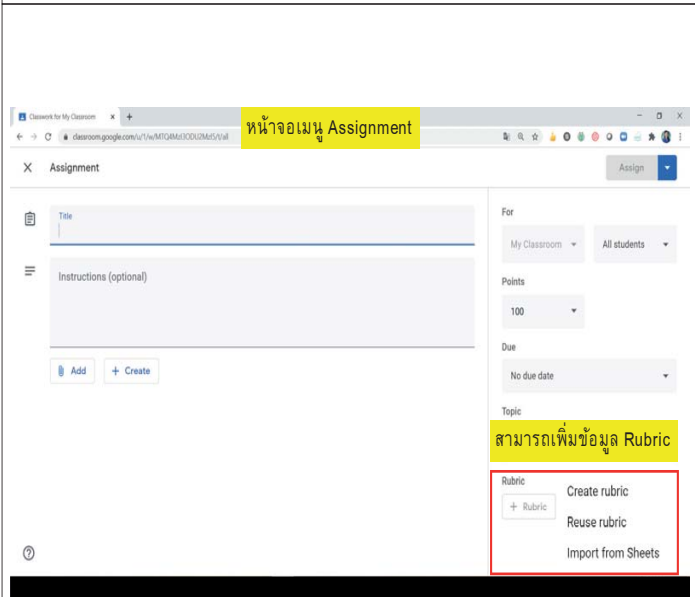 Classwork for My Classroom
หน้าจอเมนู Assignment
Assignment
Assign
Title
Instructions (optional)
Add
+ Create
For
My Classroom
All students
Points
100
Due
No due date
Topic
สามารถเพิ่มข้อมูล Rubric
Rubric
+ Rubric
Create rubric
Reuse rubric
Import from Sheets